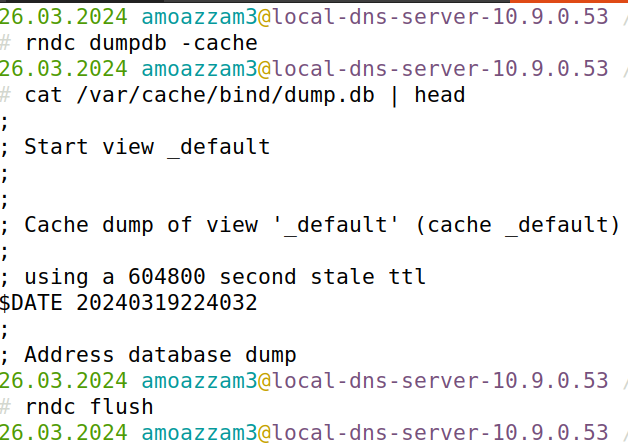 26.03.2024 amoazzam3@local-dns-server-10.9.0.53 /
# rndc dumpdb -cache
26.03.2024 amoazzam3@local-dns-server-10.9.0.53 /
# cat /var/cache/bind/dump.db | head
;
; Start view _default
;
;
; Cache dump of view '_default' (cache _default)
;
; using a 604800 second stale ttl
$DATE 20240319224032
;
; Address database dump
26.03.2024 amoazzam3@local-dns-server-10.9.0.53 /
# rndc flush
26.03.2024 amoazzam3@local-dns-server-10.9.0.53 /